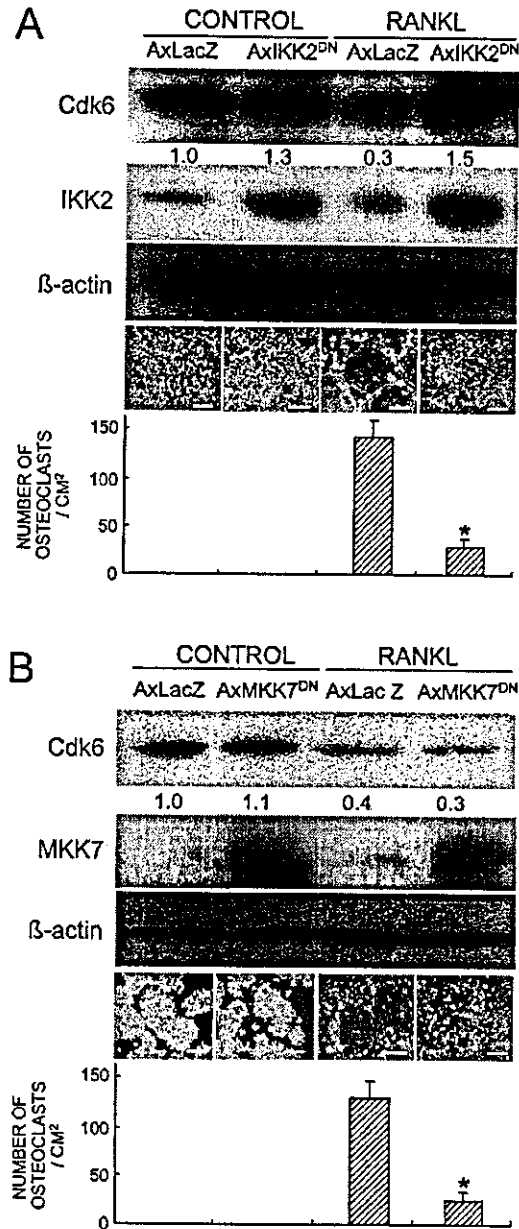 A
CONTROL RANKL
AxLacZ AxIKK2ᴰᴺ AxLacZ AxIKK2ᴰᴺ
Cdk6
1.0 1.3 0.3 1.5
IKK2
ß-actin
150
100
50
0
NUMBER OF
OSTEOCLASTS
/ CM²
*
B
CONTROL RANKL
AxLacZ AxMKK7ᴰᴺ AxLac Z AxMKK7ᴰᴺ
Cdk6
1.0 1.1 0.4 0.3
MKK7
ß-actin
150
100
50
0
NUMBER OF
OSTEOCLASTS
/ CM²
*